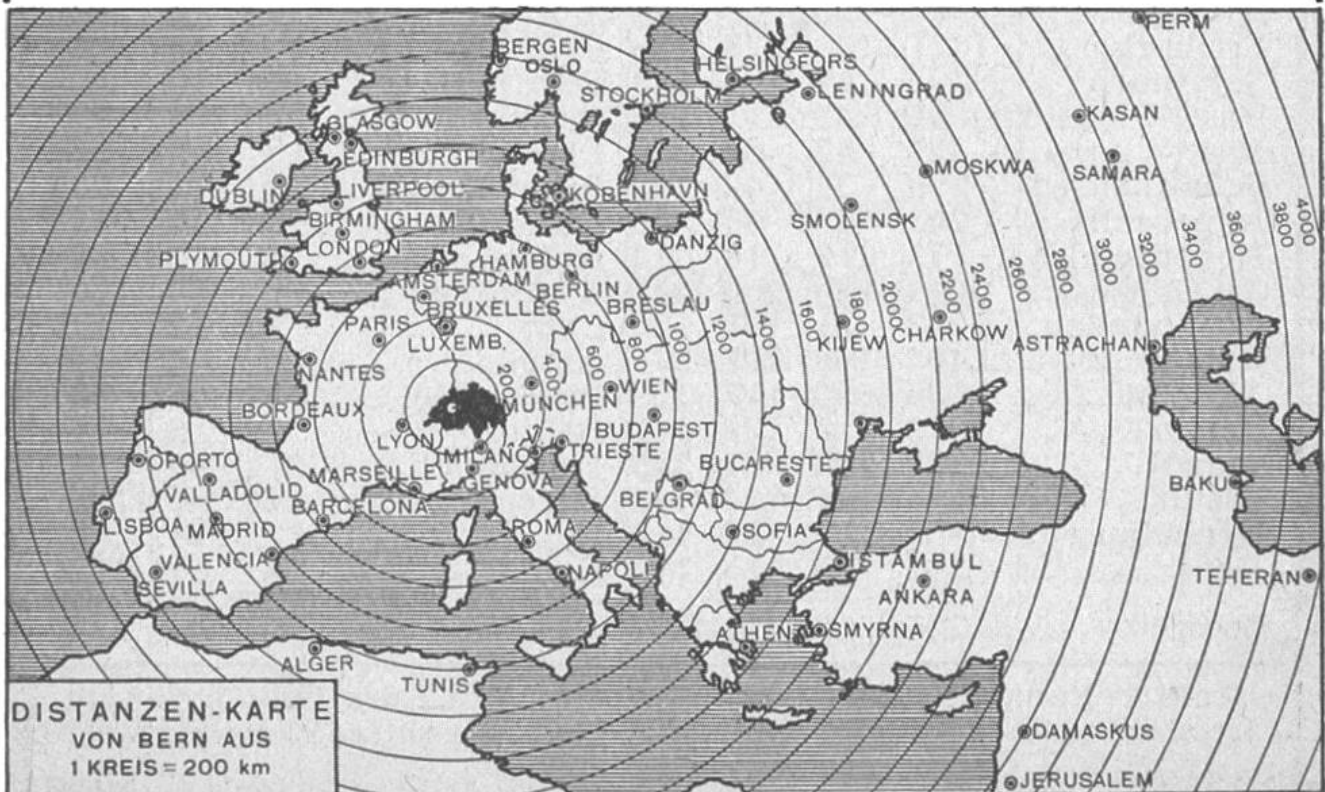 PERM
BERGEN
OSLO
HELSINGFORS
STOCKHOLM
LENINGRAD
KASAN
GLASGOW
EDINBURGH
MOSKWA
SAMARA
DUBLIN
LIVERPOOL
KÖBENHAVN
BIRMINGHAM
SMOLENSK
LONDON
DANZIG
PLYMOUTH
HAMBURG
AMSTERDAM
BERLIN
BRUXELLES
BRESLAU
PARIS
LUXEMB.
KIJEW
CHARKOW
ASTRACHAN
NANTES
WIEN
MÜNCHEN
BORDEAUX
BUDAPEST
LYON
MILANO
TRIESTE
OPORTO
MARSEILLE
GENOVA
BUCAREST
VALLADOLID
BELGRAD
BAKU
BARCELONA
LISBOA
MADRID
ROMA
SOFIA
VALENCIA
ISTAMBUL
SEVILLA
NAPOLI
ANKARA
TEHERAN
ATHEN
SMYRNA
ALGER
TUNIS
DAMASKUS
JERUSALEM
200
400
600
800
1000
1200
1400
1600
1800
2000
2200
2400
2600
2800
3000
3200
3400
3600
3800
4000
DISTANZEN-KARTE
VON BERN AUS
1 KREIS = 200 km